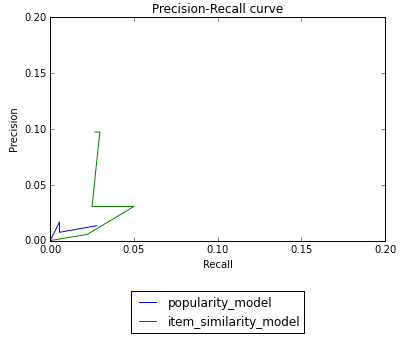 Precision-Recall curve
0.20
0.15
0.10
0.05
0.00
Precision
0.00 0.05 0.10 0.15 0.20
Recall
popularity_model
item_similarity_model